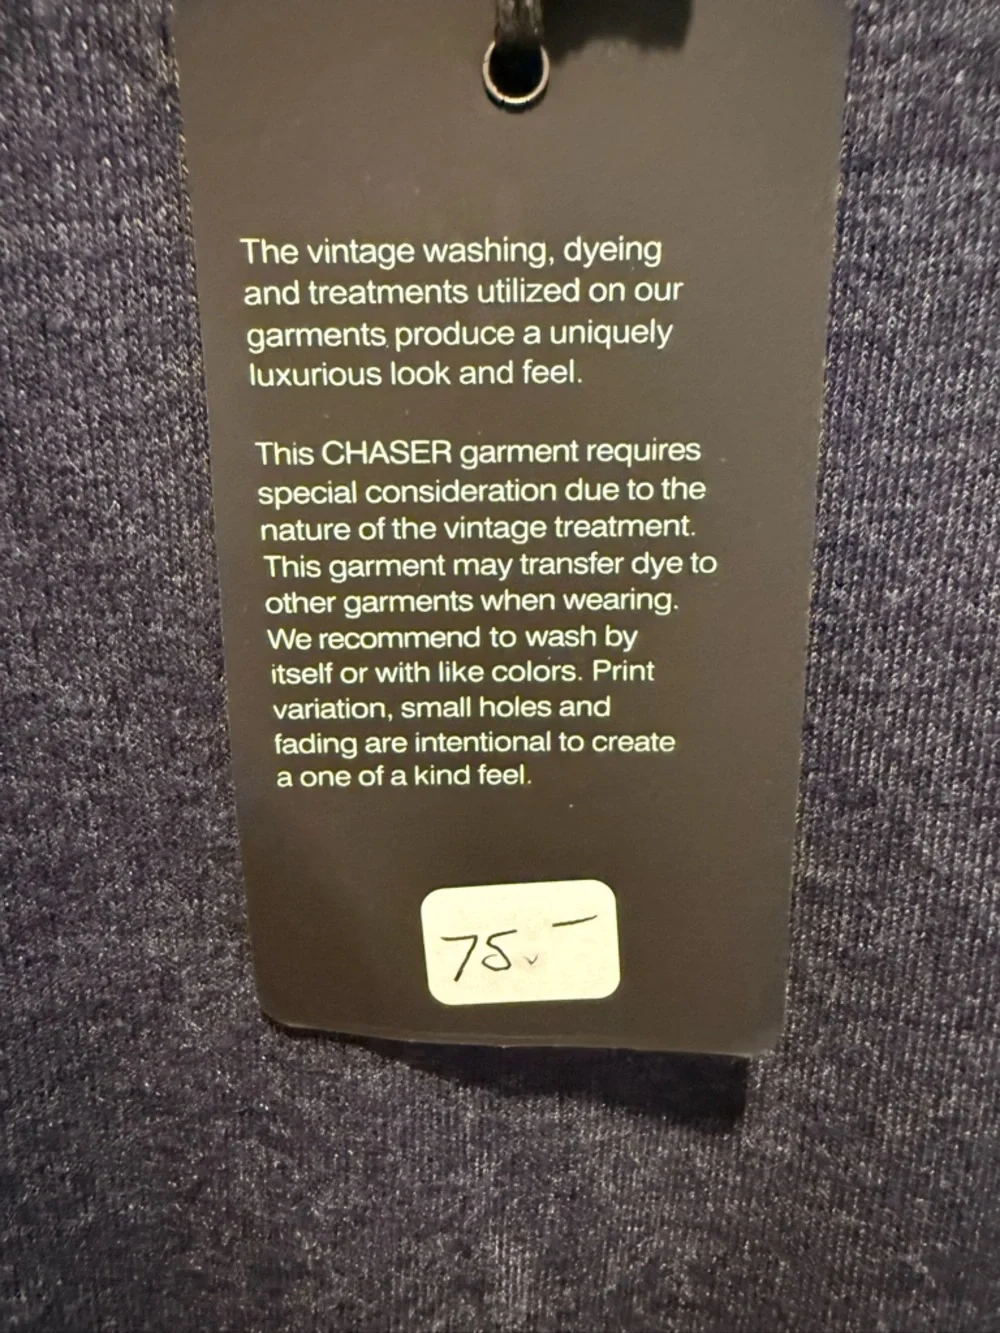 The vintage washing, dyeing
and treatments utilized on our
garments produce a uniquely
luxurious look and feel.
This CHASER garment requires
special consideration due to the
nature of the vintage treatment.
This garment may transfer dye to
other garments when wearing.
We recommend to wash by
itself or with like colors. Print
variation, small holes and
fading are intentional to create
a one of a kind feel.
75.-